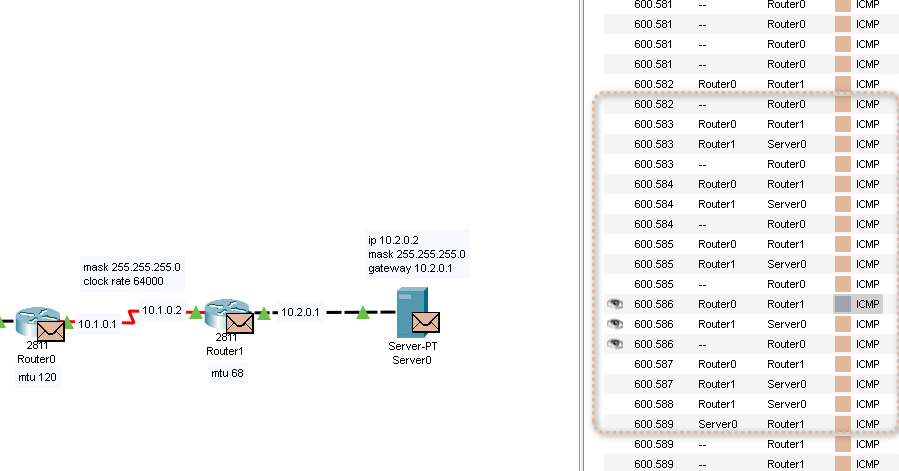 600.581 -- Router0 ICMP
600.581 -- Router0 ICMP
600.581 -- Router0 ICMP
600.581 -- Router0 ICMP
600.582 Router0 Router1 ICMP
600.582 -- Router0 ICMP
600.583 Router0 Router1 ICMP
600.583 Router1 Server0 ICMP
600.583 -- Router0 ICMP
600.584 Router0 Router1 ICMP
600.584 Router1 Server0 ICMP
600.584 -- Router0 ICMP
600.585 Router0 Router1 ICMP
600.585 Router1 Server0 ICMP
600.585 -- Router0 ICMP
600.586 Router0 Router1 ICMP
600.586 Router1 Server0 ICMP
600.586 -- Router0 ICMP
600.587 Router0 Router1 ICMP
600.587 Router1 Server0 ICMP
600.588 Router1 Server0 ICMP
600.589 Server0 Router1 ICMP
600.589 -- Router1 ICMP
600.589 -- Router1 ICMP
ip 10.2.0.2
mask 255.255.255.0
gateway 10.2.0.1
mask 255.255.255.0
clock rate 64000
10.1.0.1
10.1.0.2
10.2.0.1
2811
Router0
mtu 120
2811
Router1
mtu 68
Server-PT
Server0